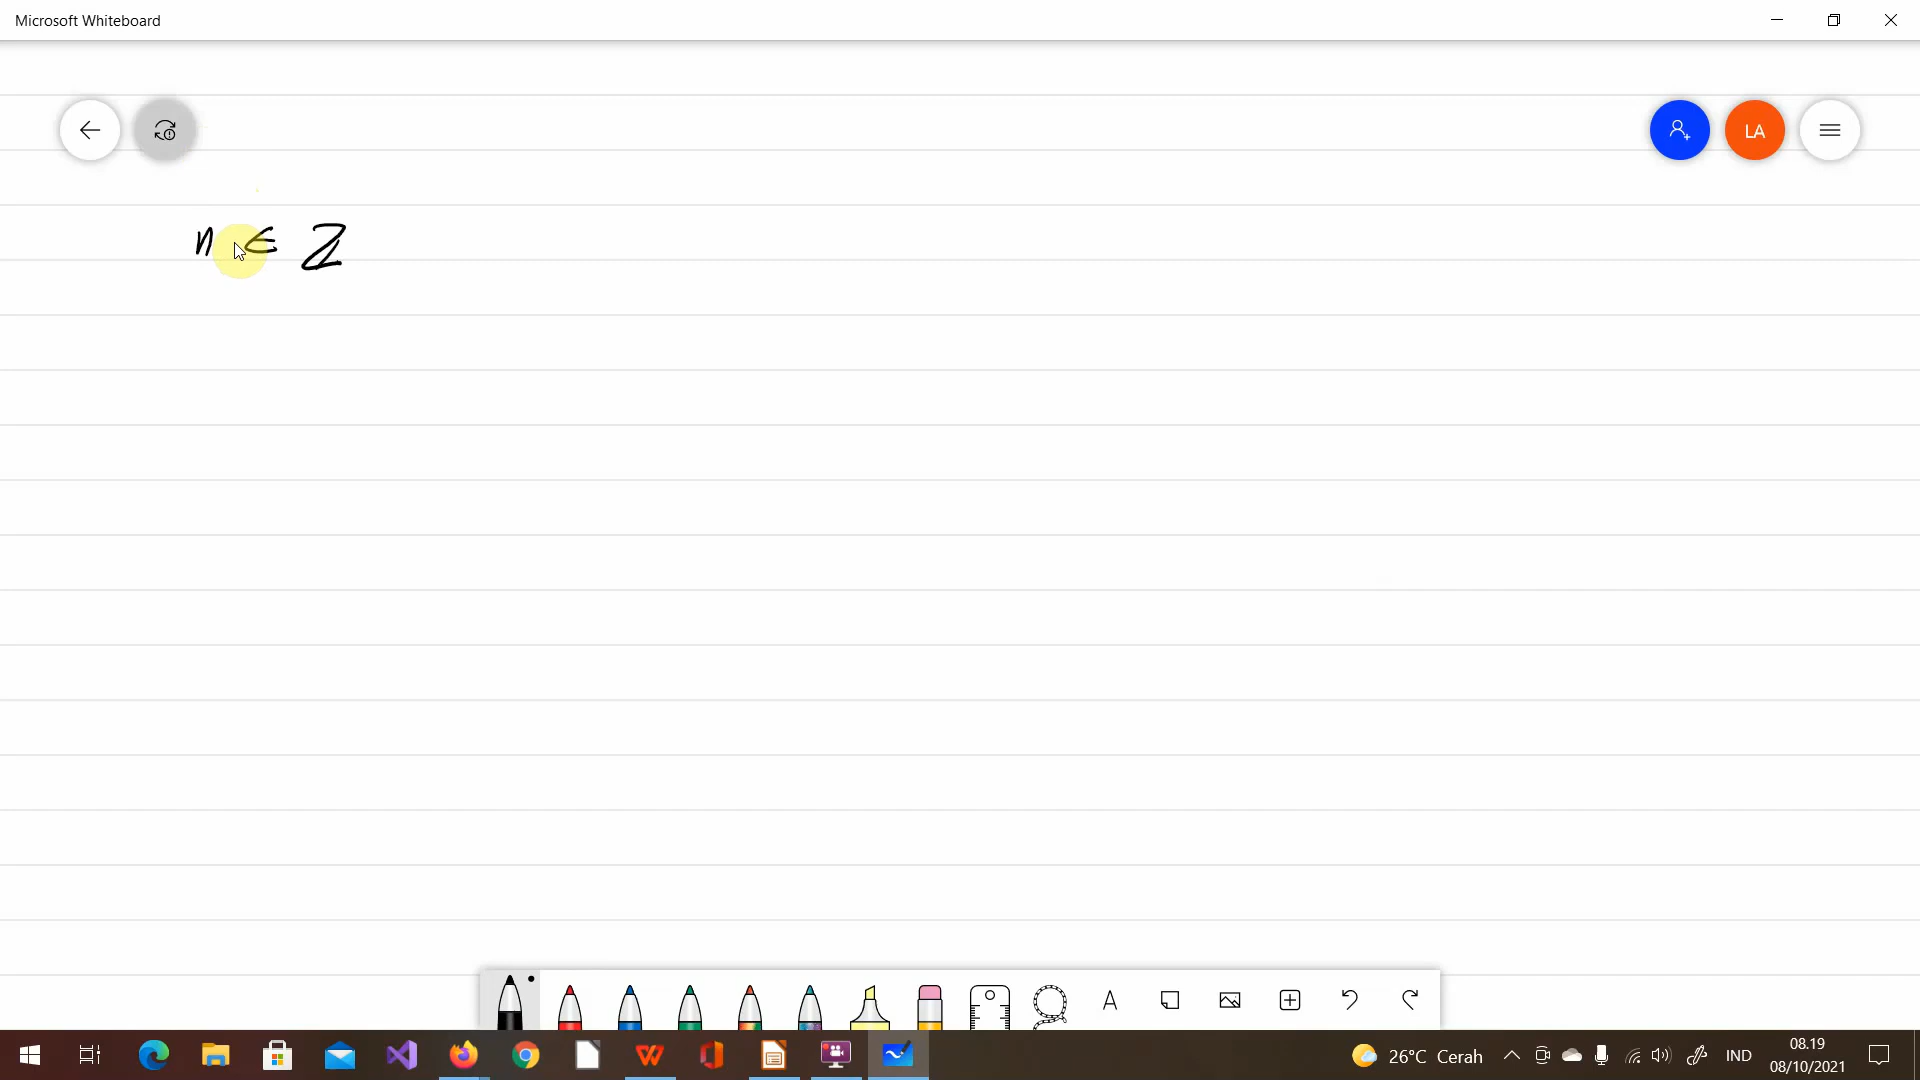 Microsoft Whiteboard
LA
n ∈ ℤ
26°C Cerah
IND
08.19
08/10/2021